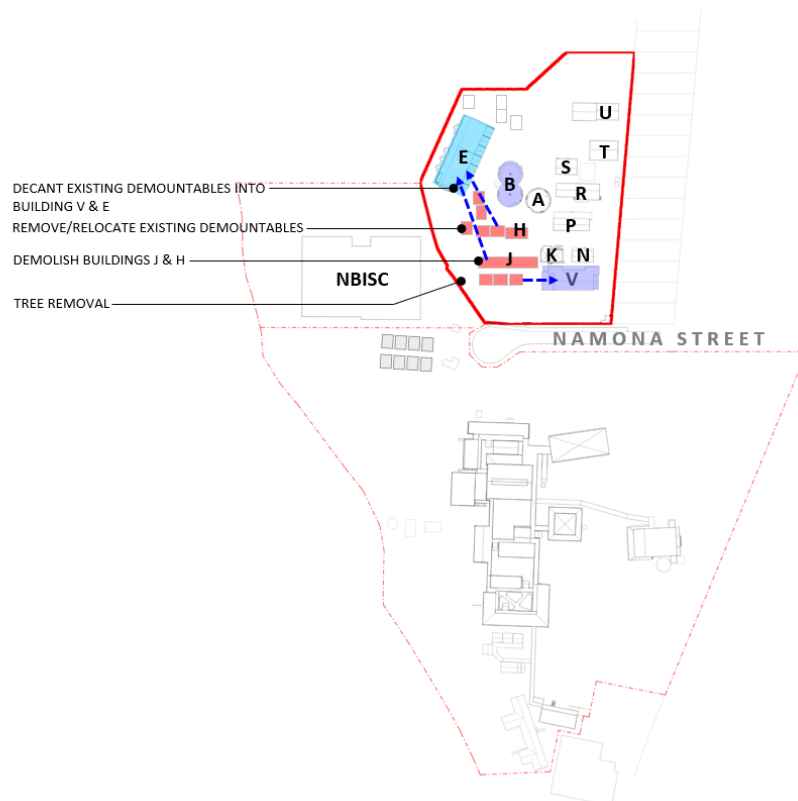 U
T
S
E
B
R
A
DECANT EXISTING DEMOUNTABLES INTO
BUILDING V & E
P
REMOVE/RELOCATE EXISTING DEMOUNTABLES
H
K
N
DEMOLISH BUILDINGS J & H
J
NBISC
V
TREE REMOVAL
NAMONA STREET